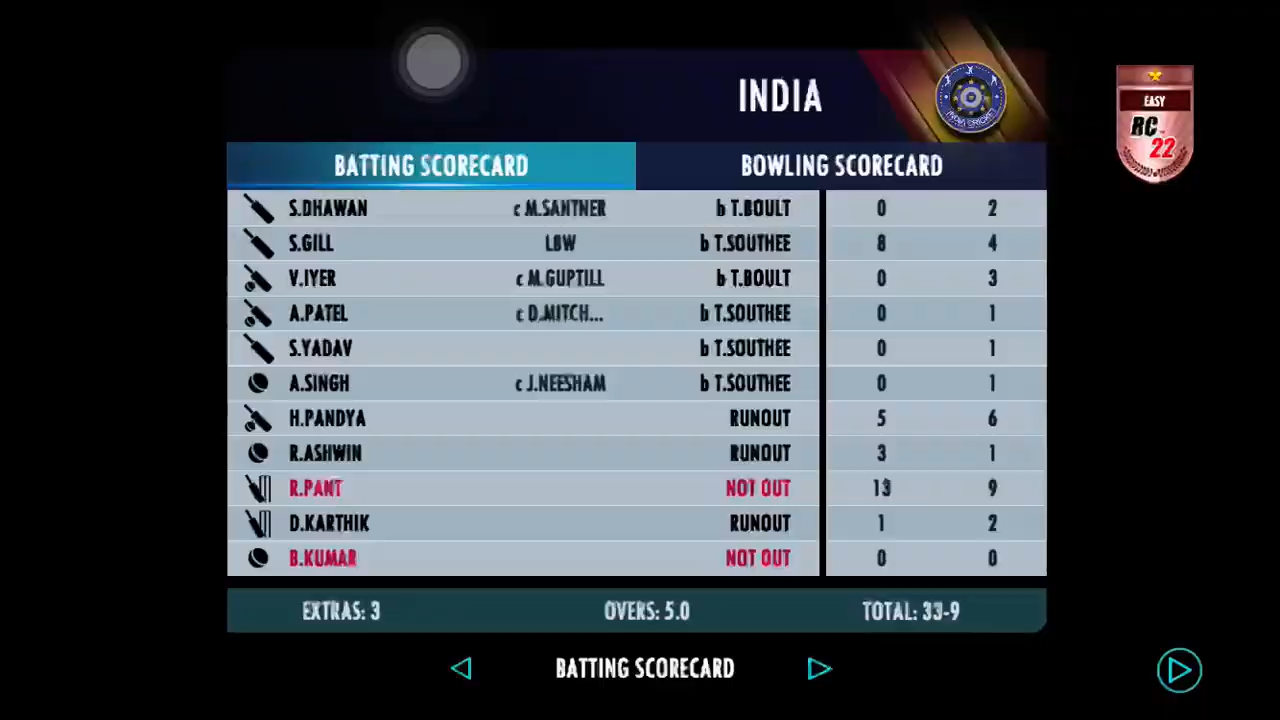 INDIA
EASY
RC
22
BATTING SCORECARD BOWLING SCORECARD
S.DHAWAN c M.SANTNER b T.BOULT 0 2
S.GILL LBW b T.SOUTHEE 8 4
V.IYER c M.GUPTILL b T.BOULT 0 3
A.PATEL c D.MITCH... b T.SOUTHEE 0 1
S.YADAV b T.SOUTHEE 0 1
A.SINGH c J.NEESHAM b T.SOUTHEE 0 1
H.PANDYA RUNOUT 5 6
R.ASHWIN RUNOUT 3 1
R.PANT NOT OUT 13 9
D.KARTHIK RUNOUT 1 2
B.KUMAR NOT OUT 0 0
EXTRAS: 3 OVERS: 5.0 TOTAL: 33-9
BATTING SCORECARD